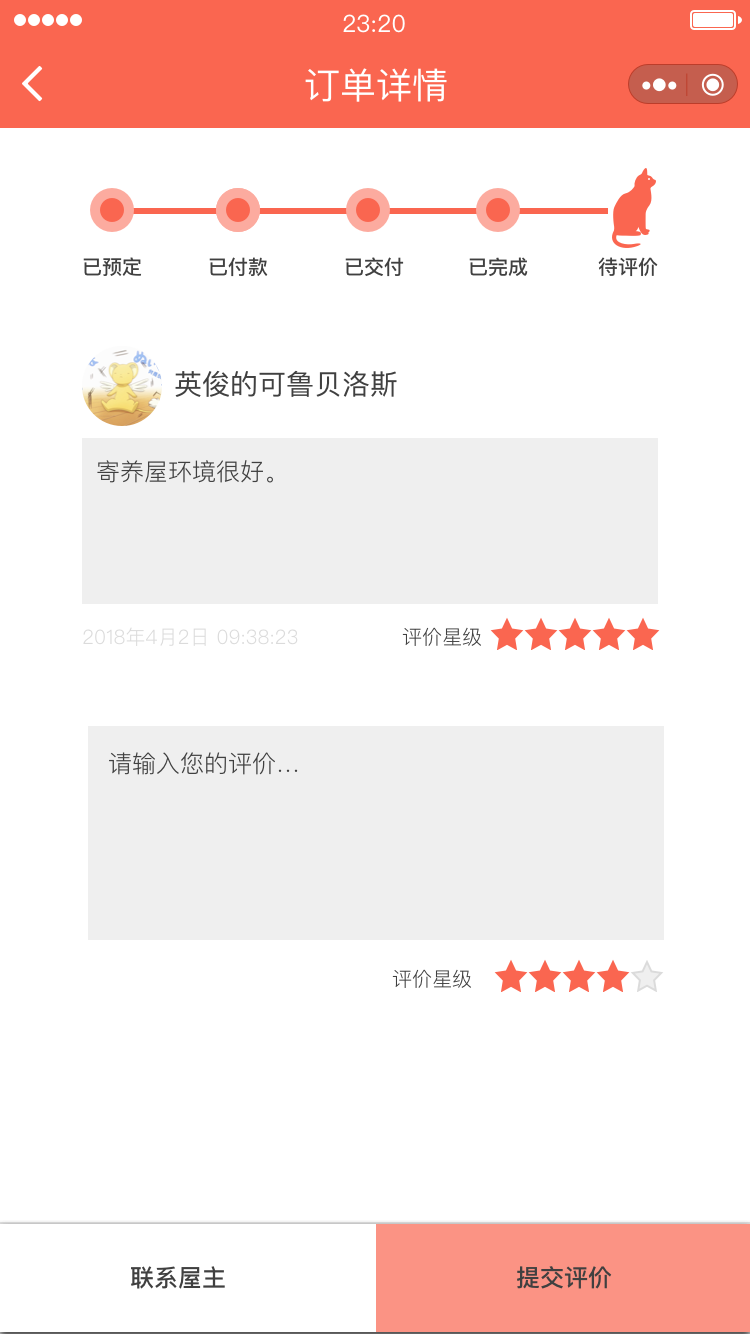 23:20
订单详情
已预定 已付款 已交付 已完成 待评价
英俊的可鲁贝洛斯
寄养屋环境很好。
2018年4月2日 09:38:23 评价星级
请输入您的评价...
评价星级
联系屋主 提交评价